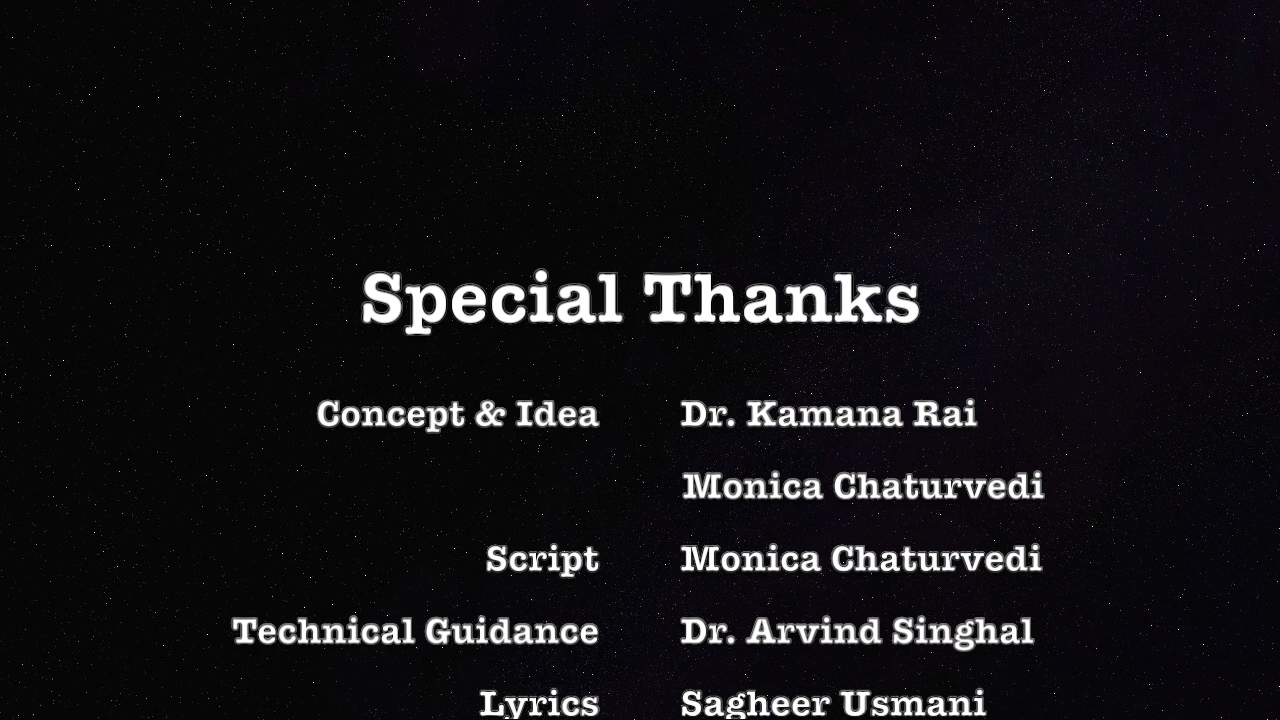 Special Thanks
Concept & Idea Dr. Kamana Rai
Monica Chaturvedi
Script Monica Chaturvedi
Technical Guidance Dr. Arvind Singhal
Lyrics Sagheer Usmani